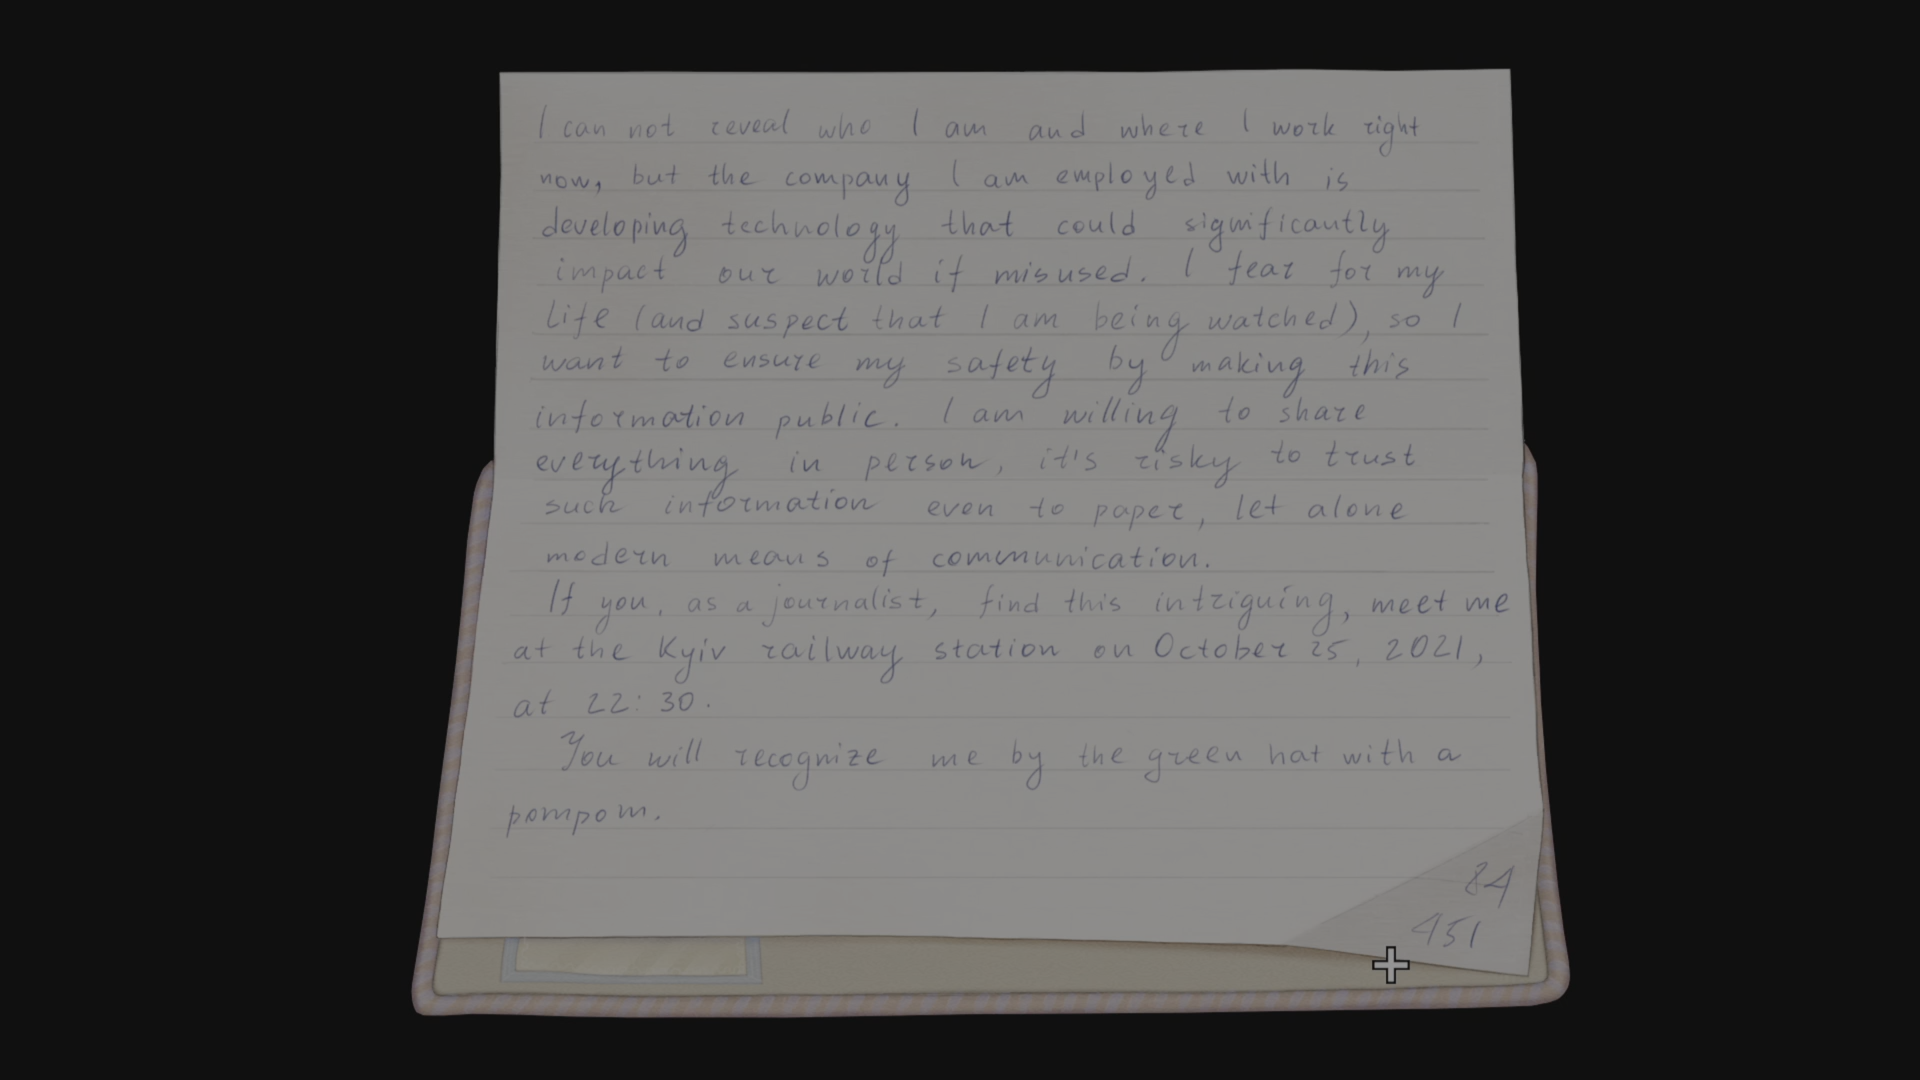 I can not reveal who I am and where I work right
now, but the company I am employed with is
developing technology that could significantly
impact our world if misused. I fear for my
life (and suspect that I am being watched), so I
want to ensure my safety by making this
information public. I am willing to share
everything in person, it's risky to trust
such information even to paper, let alone
modern means of communication.
If you, as a journalist, find this intriguing, meet me
at the Kyiv railway station on October 25, 2021,
at 22:30.
You will recognize me by the green hat with a
pompom.
84
451